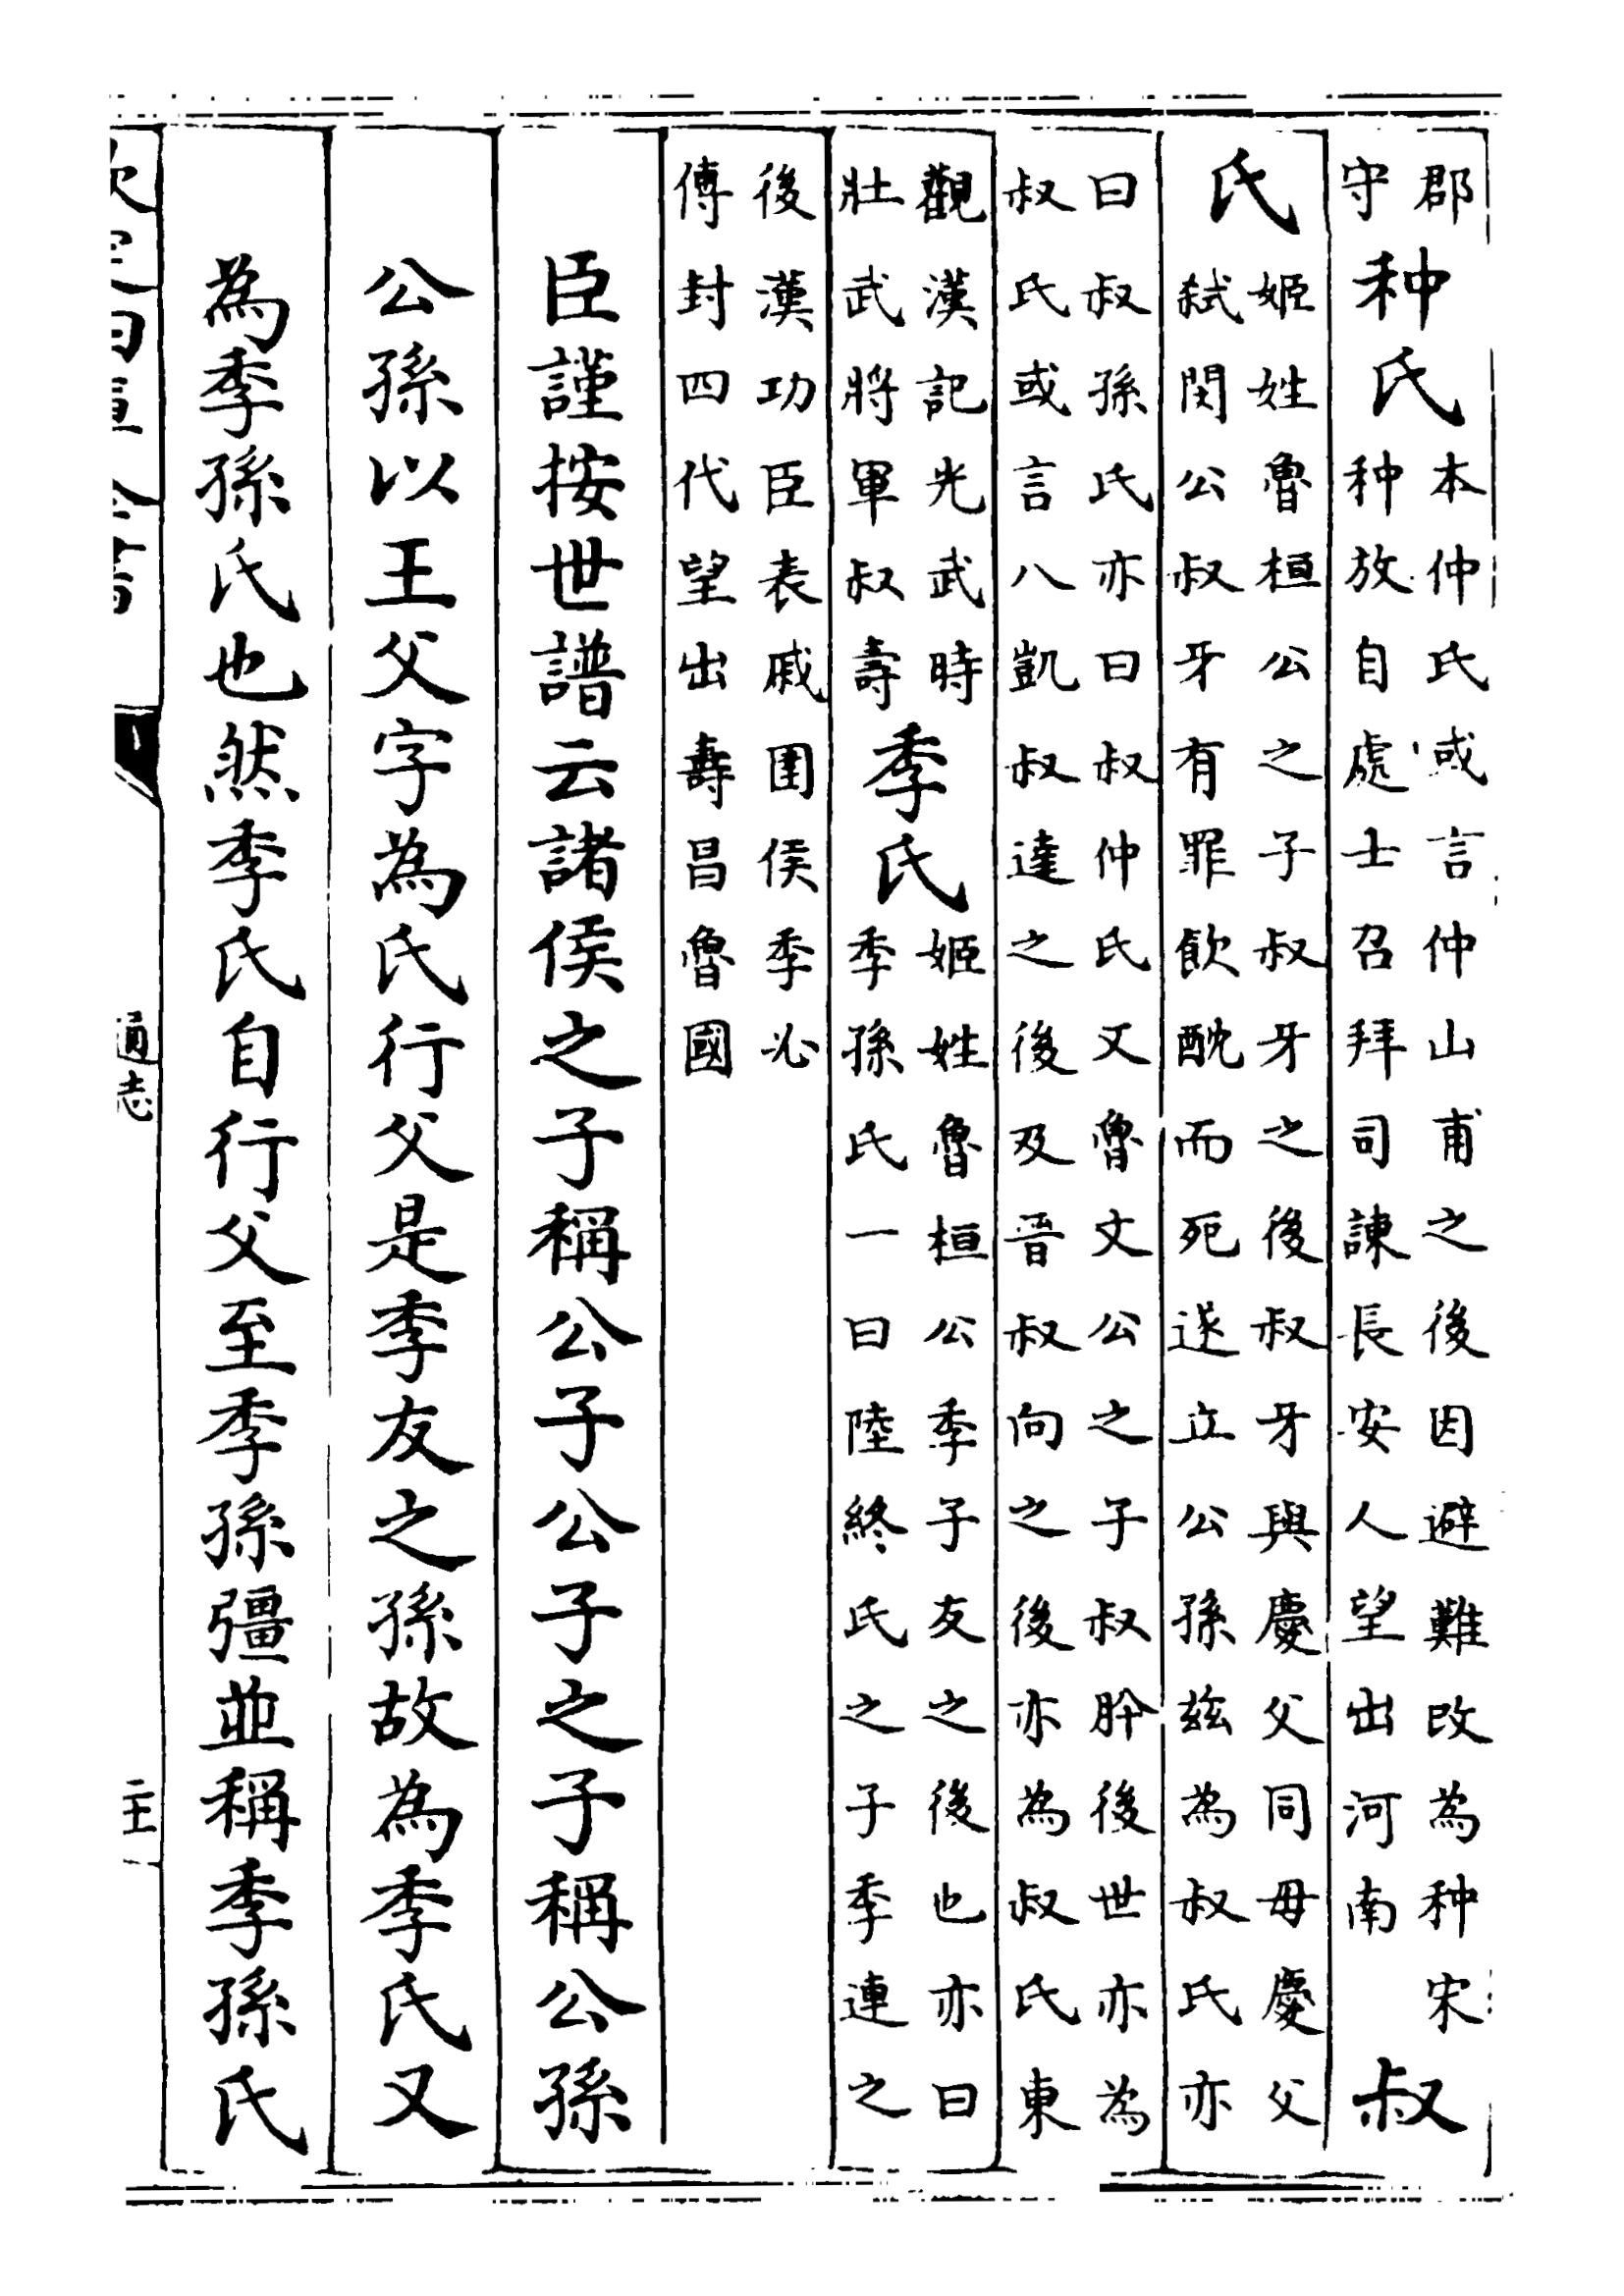 郡守种氏本仲氏或言仲山甫之後因避難改為种宋种放自處士召拜司諫長安人望出河南叔
氏姬姓魯桓公之子叔牙之後叔牙與慶父同毋慶父弑閔公叔牙有罪飲酖而死遂立公孫兹為叔氏亦
曰叔孫氏亦曰叔仲氏又魯文公之子叔肸後世亦為叔氏或言八凱叔達之後及晉叔向之後亦為叔氏東
觀漢記光武時壯武將軍叔壽季氏姬姓魯桓公季子友之後也亦曰季孫氏一曰陸終氏之子季連之
後漢功臣表戚圉侯季必傅封四代望出壽昌魯國
臣謹按世譜云諸侯之子稱公子公子之子稱公孫
公孫以王父字為氏行父是季友之孫故為季氏又
為季孫氏也然季氏自行父至季孫彊並稱季孫氏
通志